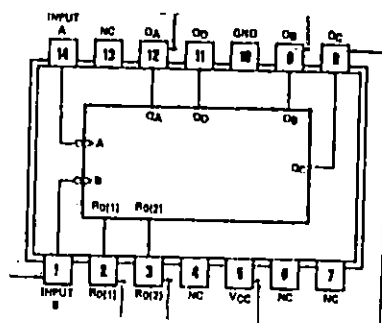 INPUT
A NC QA QD GND QB QC
14 13 12 11 10 9 8
QA QD QB
A
QC
B
R0(1) R0(2)
1 2 3 4 5 6 7
INPUT R0(1) R0(2) NC VCC NC NC
B